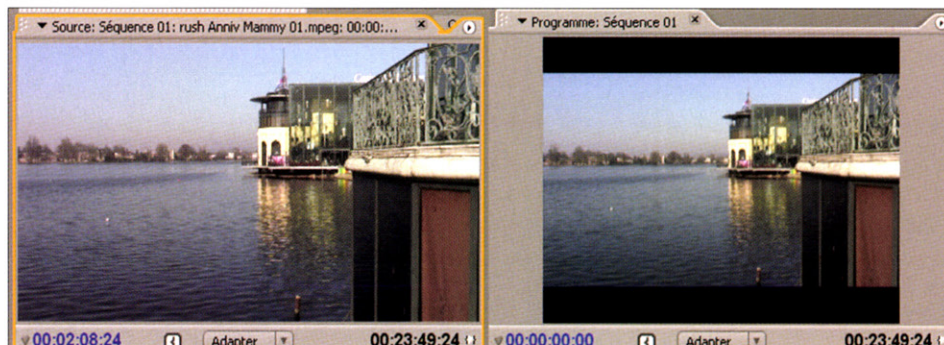 Source: Séquence 01: rush Anniv Mammy 01.mpeg: 00:00:...
Programme: Séquence 01
00:02:08:24 Adapter 00:23:49:24
00:00:00:00 Adapter 00:23:49:24